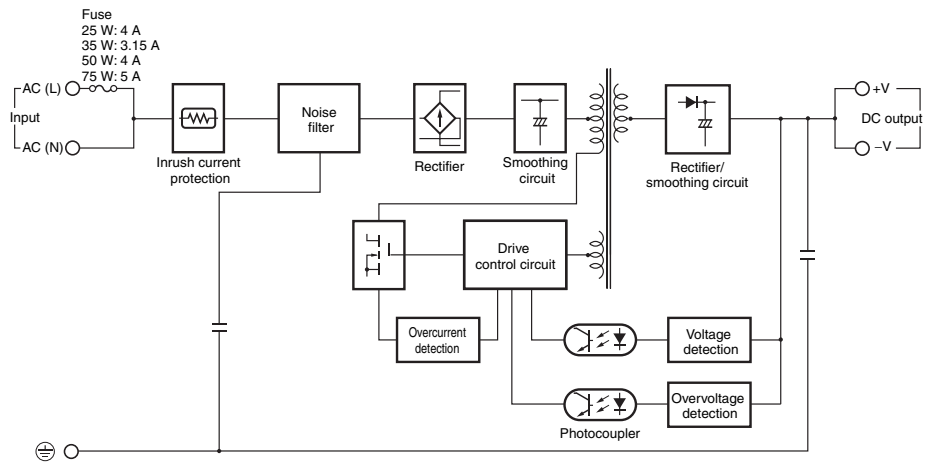 Fuse
25 W: 4 A
35 W: 3.15 A
50 W: 4 A
75 W: 5 A
AC (L)
Input
AC (N)
Inrush current
protection
Noise
filter
Rectifier
Smoothing
circuit
Rectifier/
smoothing circuit
+V
DC output
–V
Drive
control circuit
Overcurrent
detection
Voltage
detection
Overvoltage
detection
Photocoupler